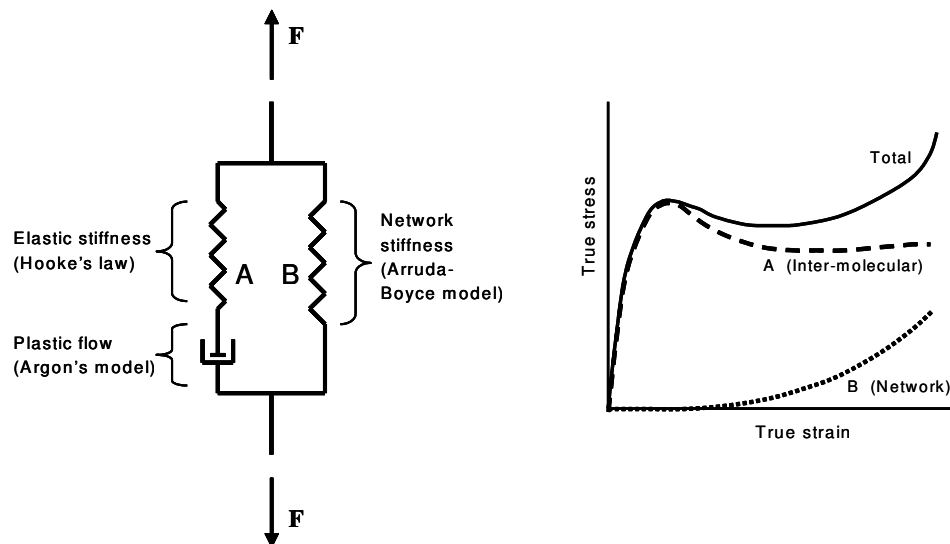 F
Elastic stiffness
(Hooke's law)
A
B
Network
stiffness
(Arruda-
Boyce model)
Plastic flow
(Argon's model)
F
True stress
Total
A (Inter-molecular)
B (Network)
True strain